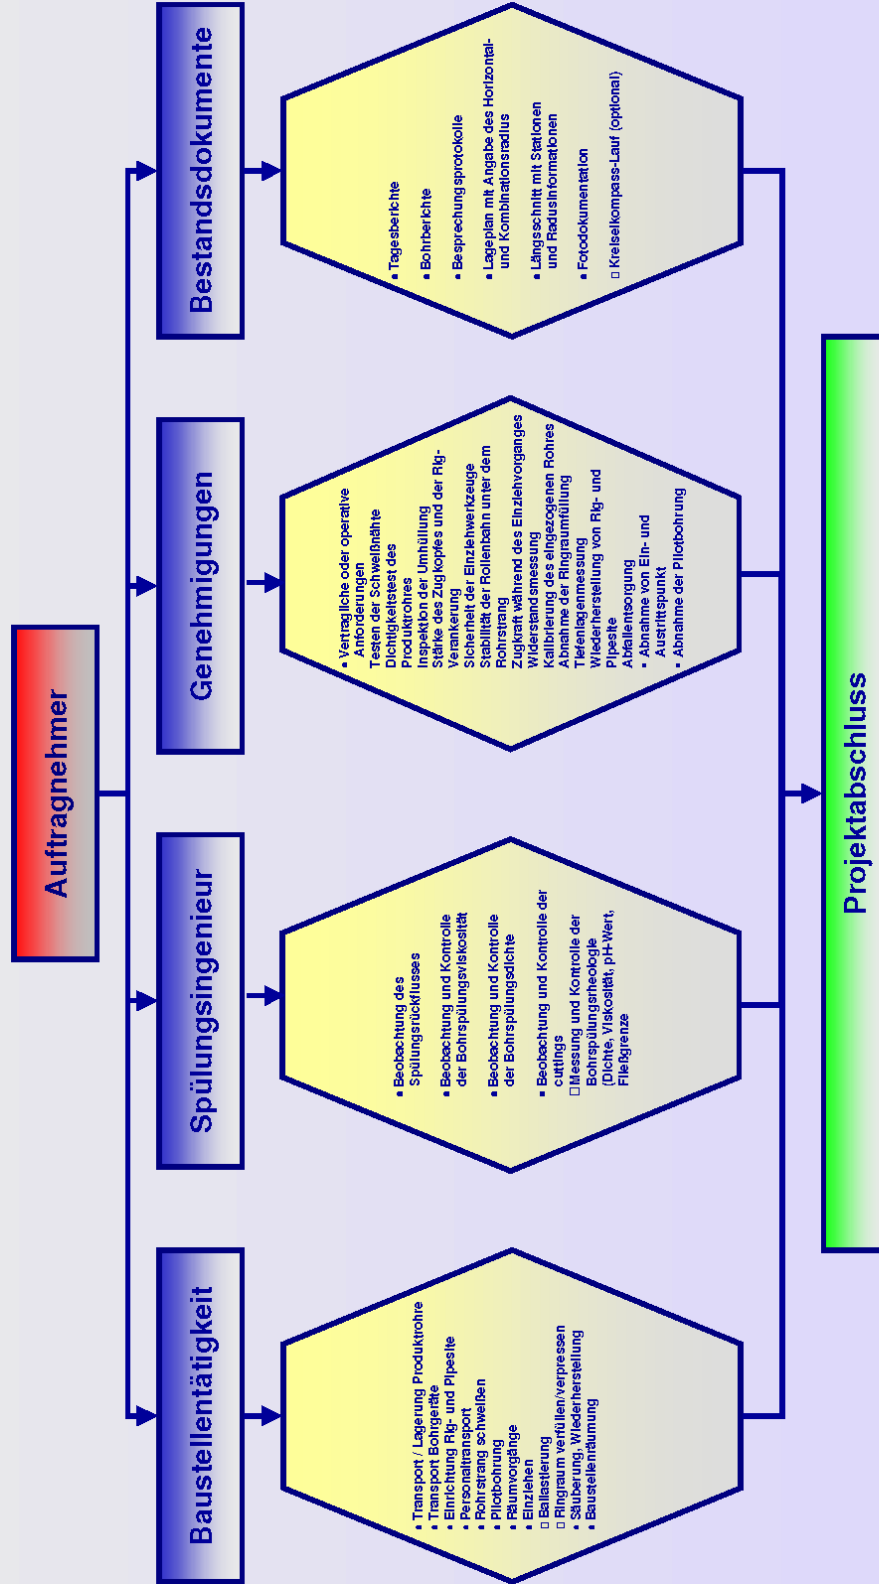 Auftragnehmer
Baustellentätigkeit
• Transport / Lagerung Produktrohre
• Transport Bohrgeräte
• Einrichtung Rig- und Pipesite
• Personaltransport
• Rohrstrang schweißen
• Pilotbohrung
• Räumvorgänge
• Einziehen
□ Ballastierung
□ Ringraum verfüllen/verpressen
• Säuberung, Wiederherstellung
• Baustellenräumung
Spülungsingenieur
• Beobachtung des
Spülungsrückflusses
• Beobachtung und Kontrolle
der Bohrspülungsviskosität
• Beobachtung und Kontrolle
der Bohrspülungsdichte
• Beobachtung und Kontrolle der
cuttings
□ Messung und Kontrolle der
Bohrspülungsrheologie
(Dichte, Viskosität, pH-Wert,
Fließgrenze
Genehmigungen
• Vertragliche oder operative
Anforderungen
Testen der Schweißnähte
Dichtigkeitstest des
Produktrohres
Inspektion der Umhüllung
Stärke des Zugkopfes und der Rig-
Verankerung
Sicherheit der Einziehwerkzeuge
Stabilität der Rollenbahn unter dem
Rohrstrang
Zugkraft während des Einziehvorganges
Widerstandsmessung
Kalibrierung des eingezogenen Rohres
Abnahme der Ringraumfüllung
Tiefenlagenmessung
Wiederherstellung von Rig- und
Pipesite
Abfallentsorgung
• Abnahme von Ein- und
Austrittspunkt
• Abnahme der Pilotbohrung
Bestandsdokumente
• Tagesberichte
• Bohrberichte
• Besprechungsprotokolle
• Lageplan mit Angabe des Horizontal-
und Kombinationsradius
• Längsschnitt mit Stationen
und Radusinformationen
• Fotodokumentation
□ Kreiselkompass-Lauf (optional)
Projektabschluss